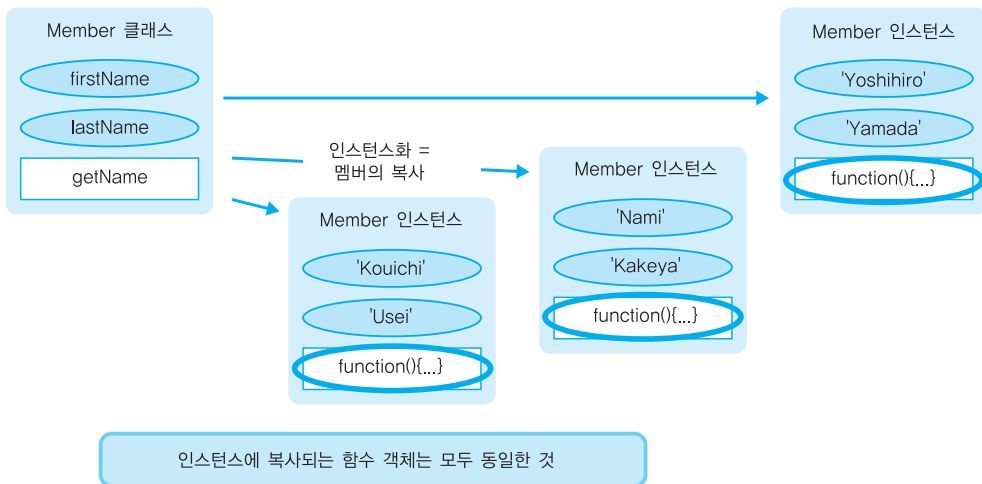 Member 클래스
firstName
lastName
getName
인스턴스화 =
멤버의 복사
Member 인스턴스
'Kouichi'
'Usei'
function(){...}
Member 인스턴스
'Nami'
'Kakeya'
function(){...}
Member 인스턴스
'Yoshihiro'
'Yamada'
function(){...}
인스턴스에 복사되는 함수 객체는 모두 동일한 것